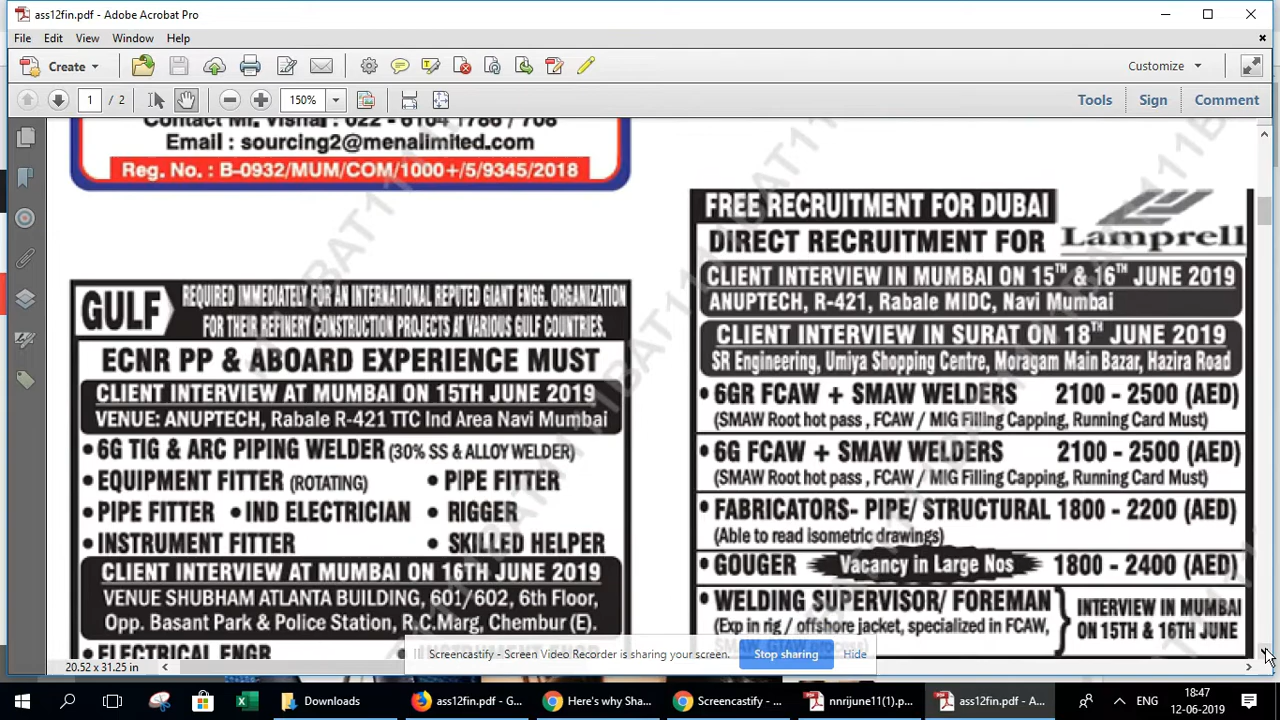 ass12fin.pdf - Adobe Acrobat Pro
File Edit View Window Help
Create Customize
1 / 2 150% Tools Sign Comment
Contact Mr. Vishal : 022 - 6104 1786 / 708
Email : sourcing2@menalimited.com
Reg. No. : B-0932/MUM/COM/1000+/5/9345/2018
GULF
REQUIRED IMMEDIATELY FOR AN INTERNATIONAL REPUTED GIANT ENGG. ORGANIZATION
FOR THEIR REFINERY CONSTRUCTION PROJECTS AT VARIOUS GULF COUNTRIES.
ECNR PP & ABOARD EXPERIENCE MUST
CLIENT INTERVIEW AT MUMBAI ON 15TH JUNE 2019
VENUE: ANUPTECH, Rabale R-421 TTC Ind Area Navi Mumbai
• 6G TIG & ARC PIPING WELDER (30% SS & ALLOY WELDER)
• EQUIPMENT FITTER (ROTATING) • PIPE FITTER
• PIPE FITTER • IND ELECTRICIAN • RIGGER
• INSTRUMENT FITTER • SKILLED HELPER
CLIENT INTERVIEW AT MUMBAI ON 16TH JUNE 2019
VENUE SHUBHAM ATLANTA BUILDING, 601/602, 6th Floor,
Opp. Basant Park & Police Station, R.C.Marg, Chembur (E).
• ELECTRICAL ENGR
FREE RECRUITMENT FOR DUBAI
DIRECT RECRUITMENT FOR Lamprell
CLIENT INTERVIEW IN MUMBAI ON 15TH & 16TH JUNE 2019
ANUPTECH, R-421, Rabale MIDC, Navi Mumbai
CLIENT INTERVIEW IN SURAT ON 18TH JUNE 2019
SR Engineering, Umiya Shopping Centre, Moragam Main Bazar, Hazira Road
• 6GR FCAW + SMAW WELDERS 2100 - 2500 (AED)
(SMAW Root hot pass , FCAW / MIG Filling Capping, Running Card Must)
• 6G FCAW + SMAW WELDERS 2100 - 2500 (AED)
(SMAW Root hot pass , FCAW / MIG Filling Capping, Running Card Must)
• FABRICATORS- PIPE/ STRUCTURAL 1800 - 2200 (AED)
(Able to read isometric drawings)
• GOUGER Vacancy in Large Nos 1800 - 2400 (AED)
• WELDING SUPERVISOR/ FOREMAN
(Exp in rig / offshore jacket, specialized in FCAW,
INTERVIEW IN MUMBAI
ON 15TH & 16TH JUNE
Screencastify - Screen Video Recorder is sharing your screen. Stop sharing Hide
20.52 x 31.25 in
Downloads ass12fin.pdf - G... Here's why Sha... Screencastify - ... nnrijune11(1).p... ass12fin.pdf - A... ENG 18:47
12-06-2019